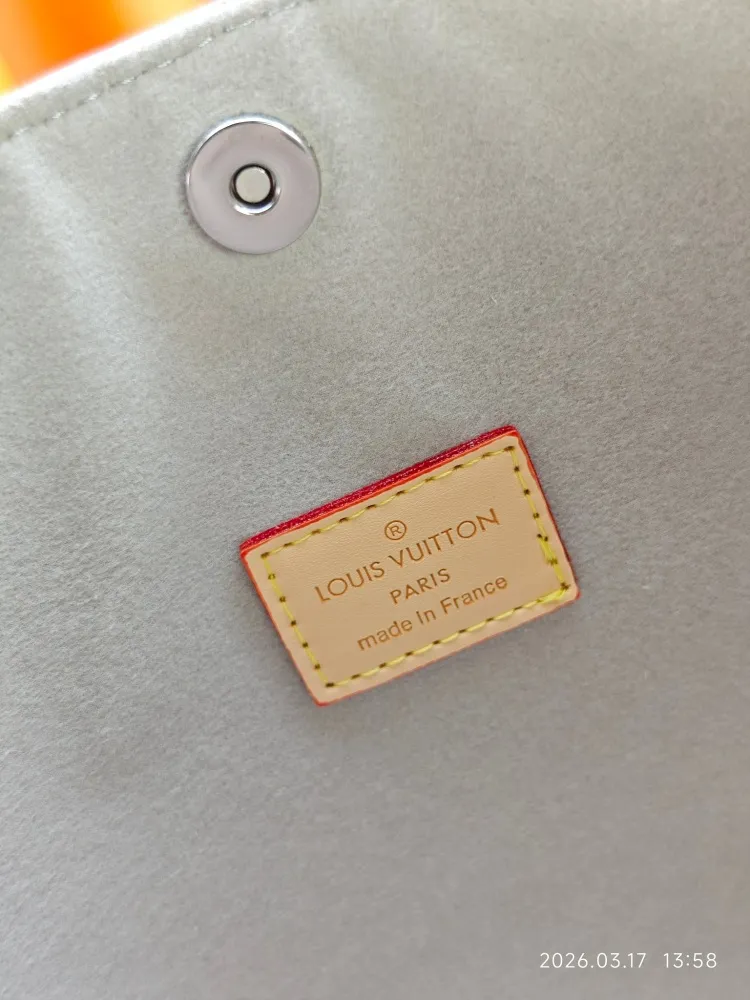 ®
LOUIS VUITTON
PARIS
made In France
2026.03.17 13:58